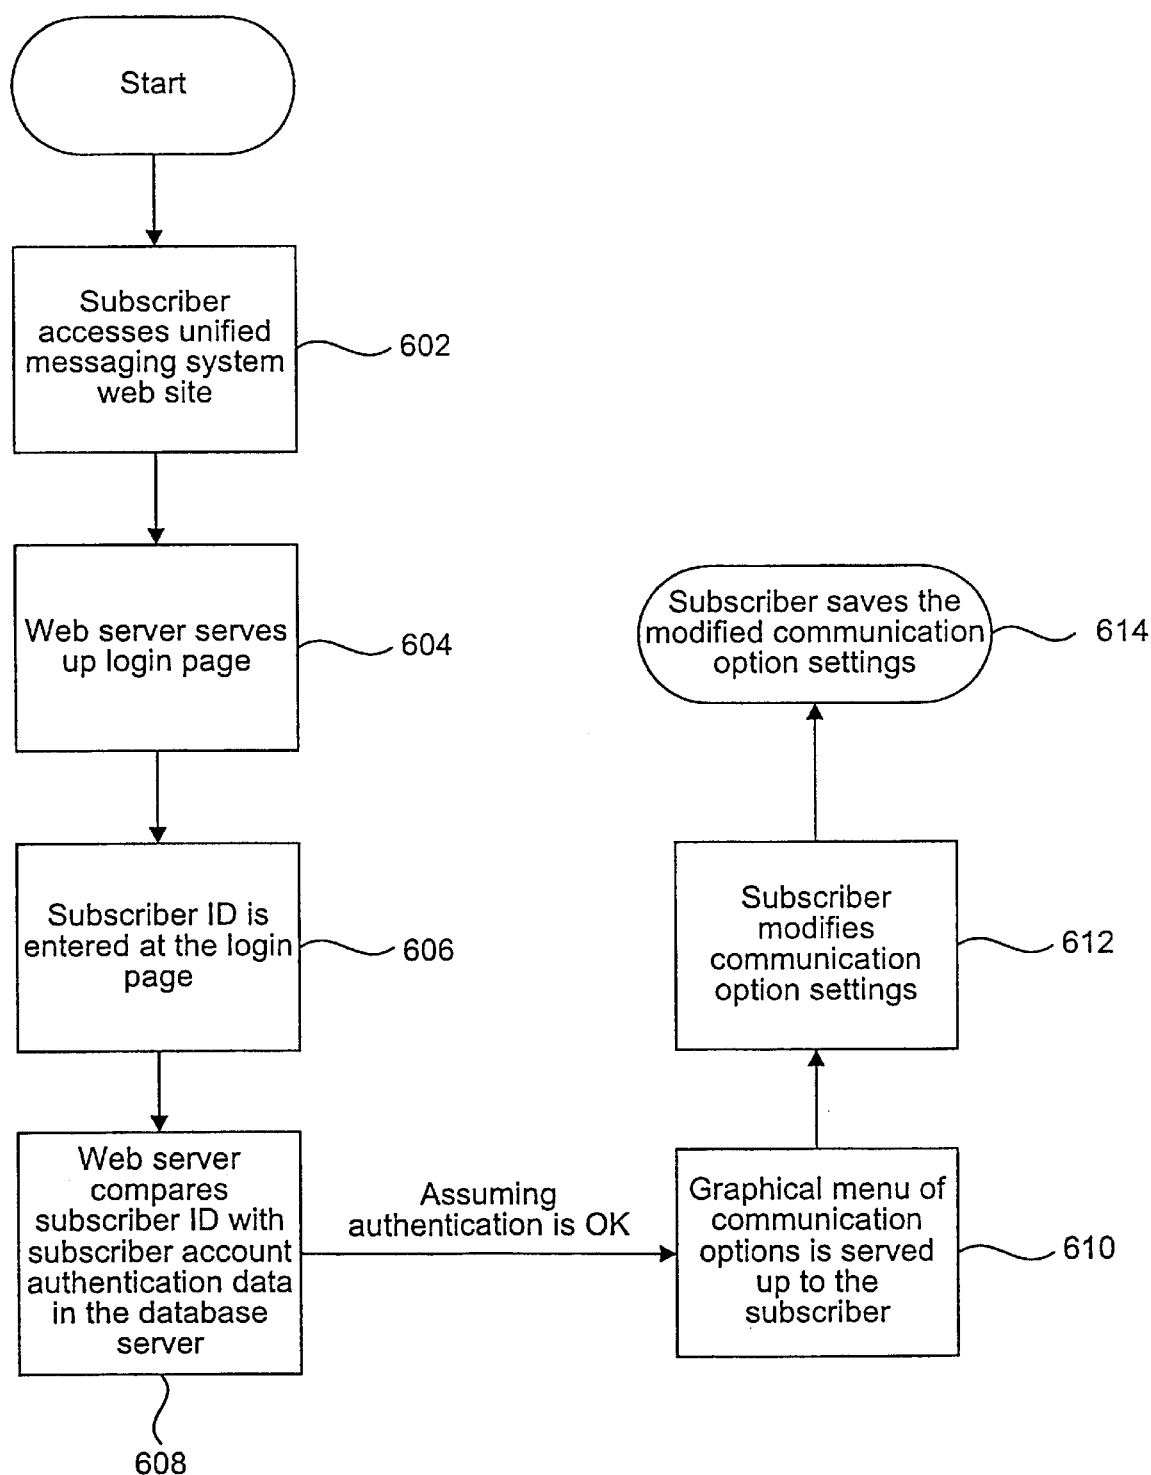 Start
Subscriber
accesses unified
messaging system
web site
602
Web server serves
up login page
604
Subscriber ID is
entered at the login
page
606
Web server
compares
subscriber ID with
subscriber account
authentication data
in the database
server
608
Assuming
authentication is OK
Graphical menu of
communication
options is served
up to the
subscriber
610
Subscriber
modifies
communication
option settings
612
Subscriber saves the
modified communication
option settings
614